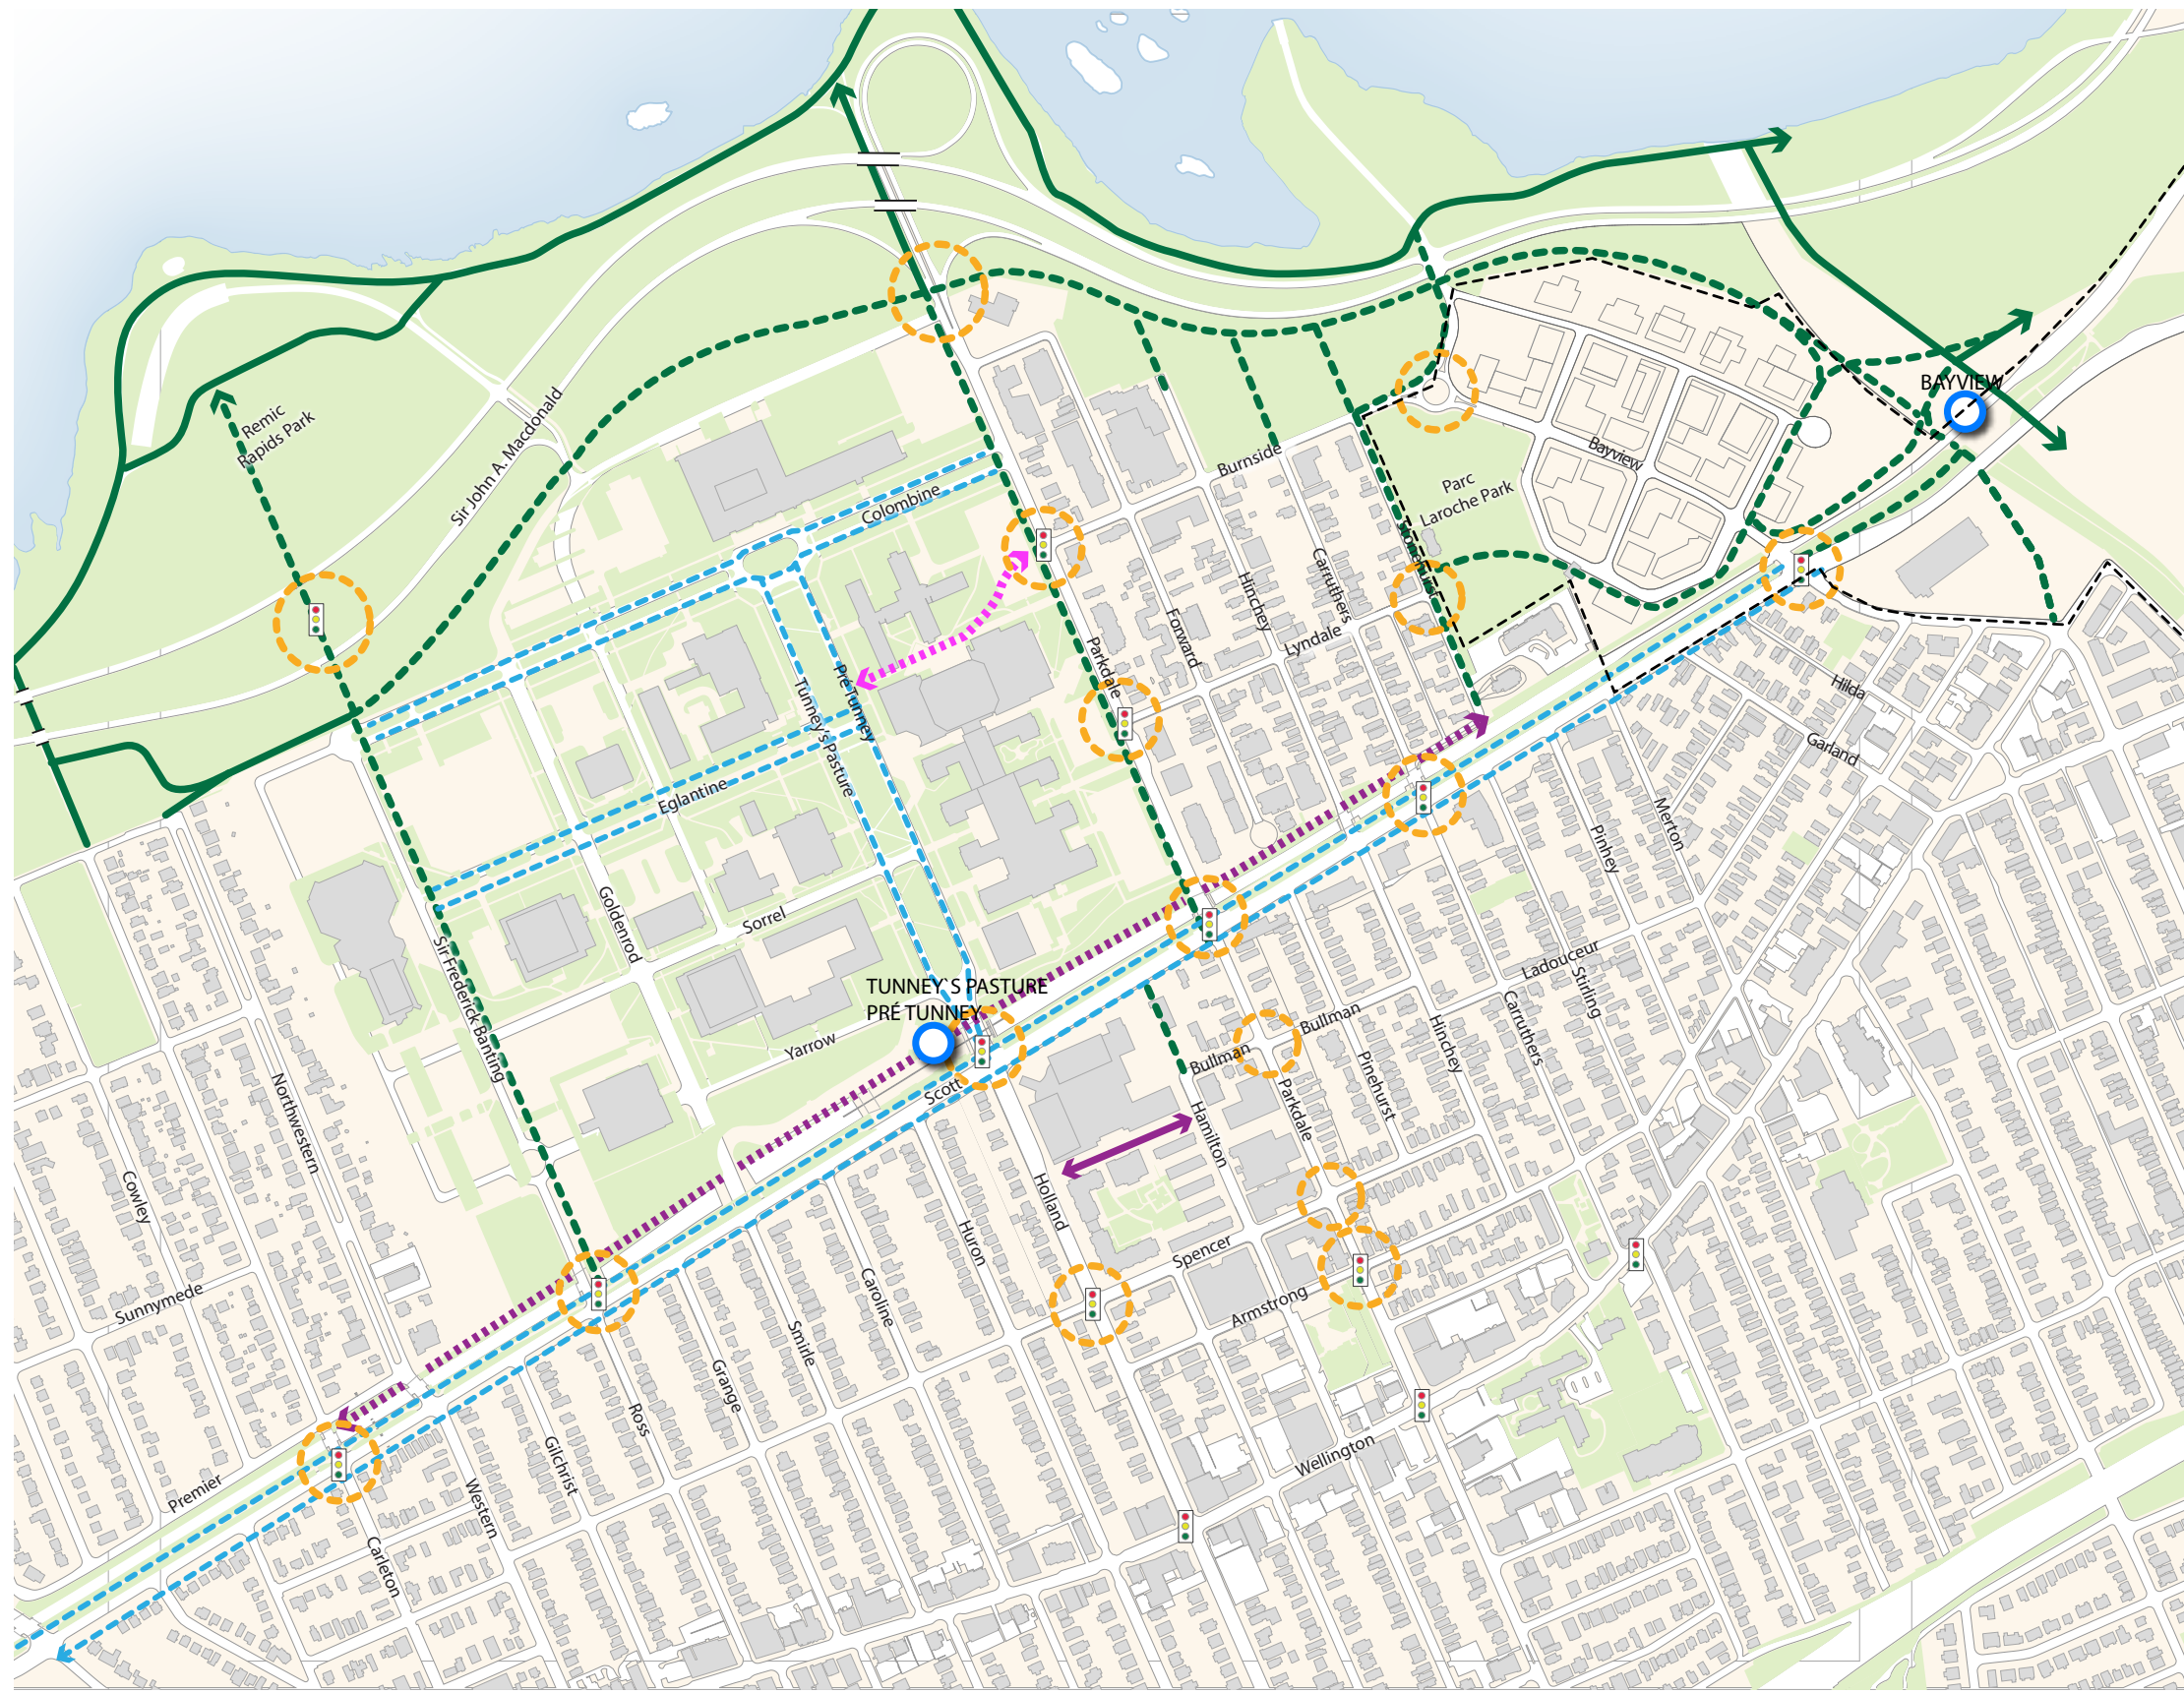 Remic
Rapids Park
Sir John A. Macdonald
BAYVIEW
Burnside
Bayview
Parc
Laroche Park
Colombine
Carruthers
Hinchey
Forward
Lyndale
Parkdale
Pré Tunney
Tunney's Pasture
Hilda
Garland
Eglantine
Merton
Pinhey
Goldenrod
Sorrel
Sir Frederick Banting
TUNNEY`S PASTURE
PRÉ TUNNEY
Ladouceur
Stirling
Carruthers
Hinchey
Bullman
Bullman
Yarrow
Scott
Pinehurst
Parkdale
Hamilton
Northwestern
Cowley
Holland
Huron
Spencer
Sunnymede
Caroline
Armstrong
Smirle
Grange
Ross
Gilchrist
Wellington
Western
Premier
Carleton